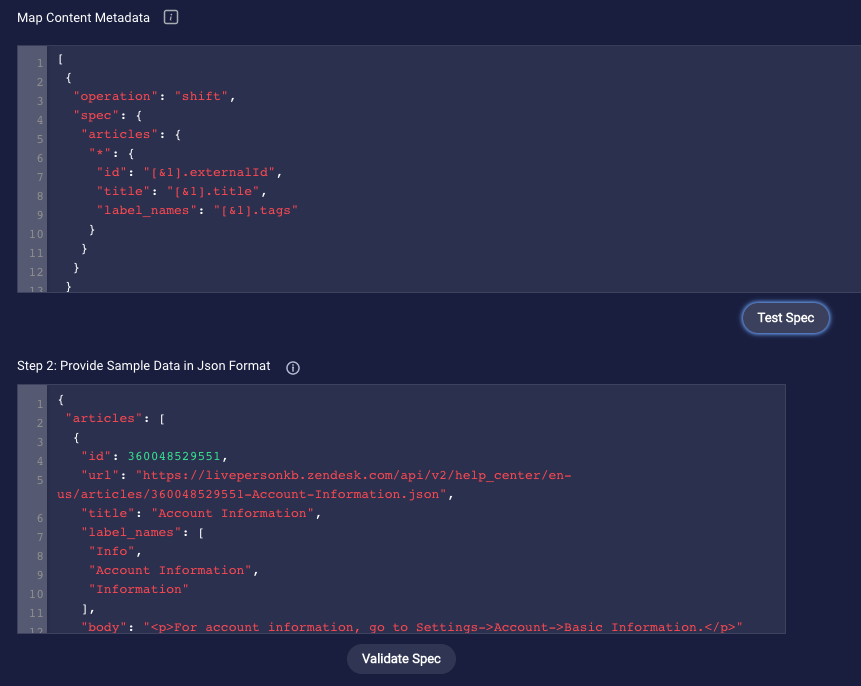 Map Content Metadata i
1 [
2 {
3 "operation": "shift",
4 "spec": {
5 "articles": {
6 "*": {
7 "id": "[&1].externalId",
8 "title": "[&1].title",
9 "label_names": "[&1].tags"
10 }
11 }
12 }
13 }
Test Spec
Step 2: Provide Sample Data in Json Format i
1 {
2 "articles": [
3 {
4 "id": 360048529551,
5 "url": "https://livepersonkb.zendesk.com/api/v2/help_center/en-
us/articles/360048529551-Account-Information.json",
6 "title": "Account Information",
7 "label_names": [
8 "Info",
9 "Account Information",
10 "Information"
11 ],
12 "body": "<p>For account information, go to Settings->Account->Basic Information.</p>"
Validate Spec